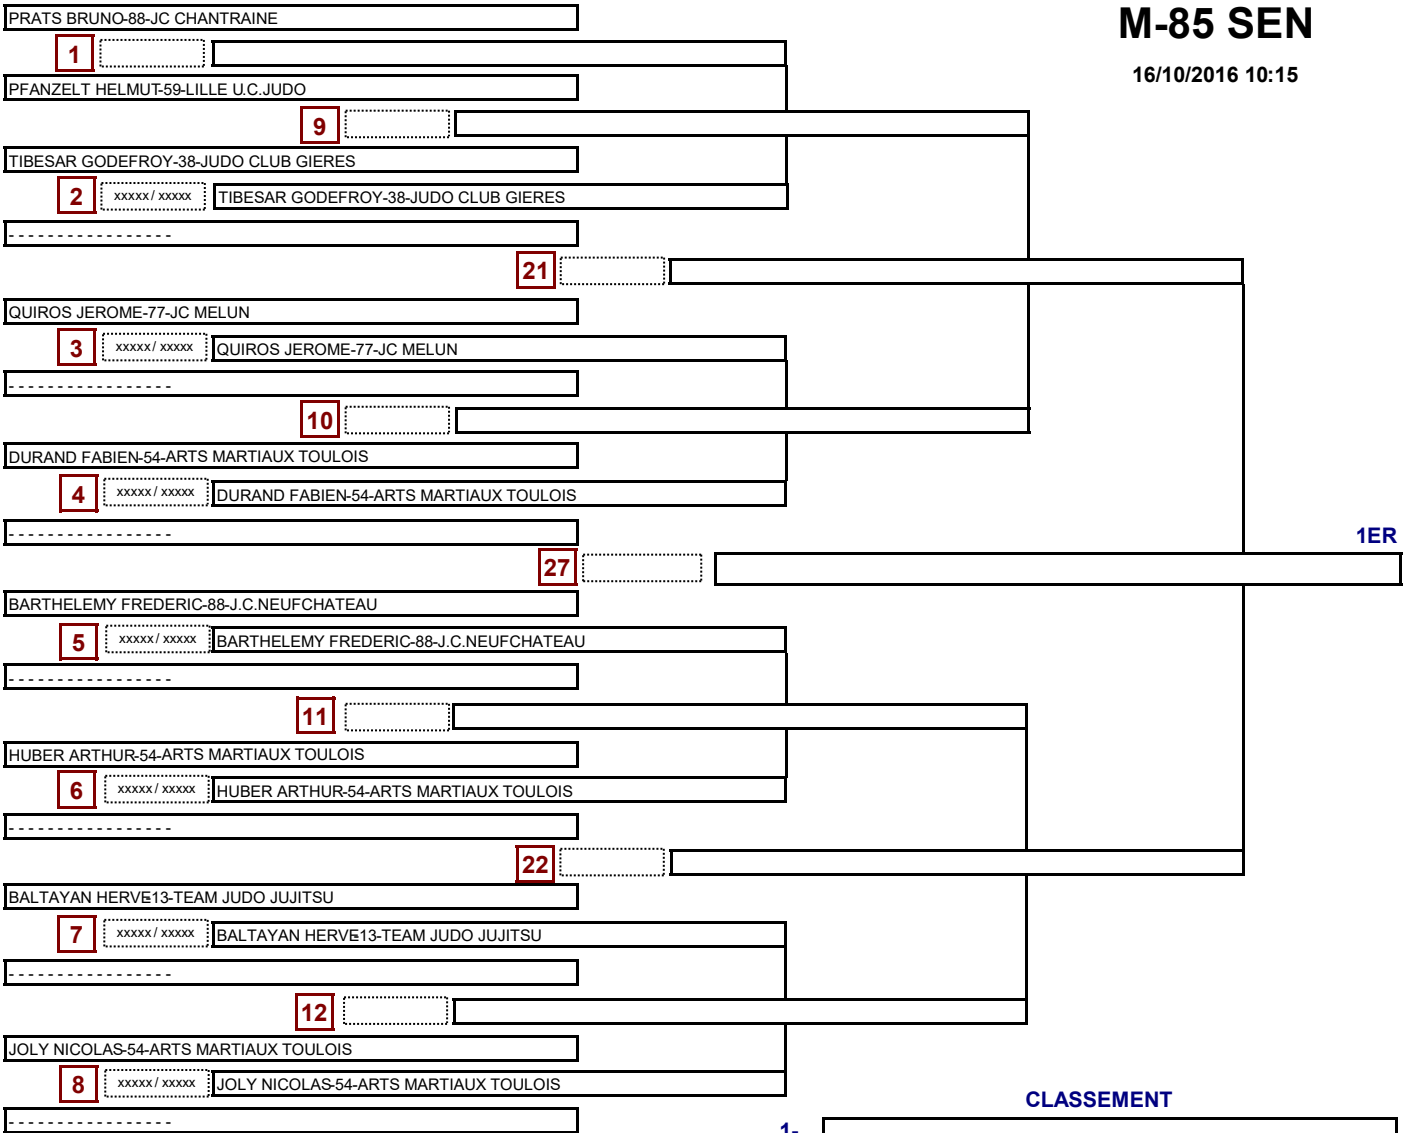 PRATS BRUNO-88-JC CHANTRAINE
M-85 SEN
1
16/10/2016 10:15
PFANZELT HELMUT-59-LILLE U.C.JUDO
9
TIBESAR GODEFROY-38-JUDO CLUB GIERES
2 xxxxx / xxxxx TIBESAR GODEFROY-38-JUDO CLUB GIERES
- - - - - - - - - - - - - - - - -
21
QUIROS JEROME-77-JC MELUN
3 xxxxx / xxxxx QUIROS JEROME-77-JC MELUN
- - - - - - - - - - - - - - - - -
10
DURAND FABIEN-54-ARTS MARTIAUX TOULOIS
4 xxxxx / xxxxx DURAND FABIEN-54-ARTS MARTIAUX TOULOIS
- - - - - - - - - - - - - - - - -
1ER
27
BARTHELEMY FREDERIC-88-J.C.NEUFCHATEAU
5 xxxxx / xxxxx BARTHELEMY FREDERIC-88-J.C.NEUFCHATEAU
- - - - - - - - - - - - - - - - -
11
HUBER ARTHUR-54-ARTS MARTIAUX TOULOIS
6 xxxxx / xxxxx HUBER ARTHUR-54-ARTS MARTIAUX TOULOIS
- - - - - - - - - - - - - - - - -
22
BALTAYAN HERVE-13-TEAM JUDO JUJITSU
7 xxxxx / xxxxx BALTAYAN HERVE-13-TEAM JUDO JUJITSU
- - - - - - - - - - - - - - - - -
12
JOLY NICOLAS-54-ARTS MARTIAUX TOULOIS
8 xxxxx / xxxxx JOLY NICOLAS-54-ARTS MARTIAUX TOULOIS
CLASSEMENT
- - - - - - - - - - - - - - - - -
1-